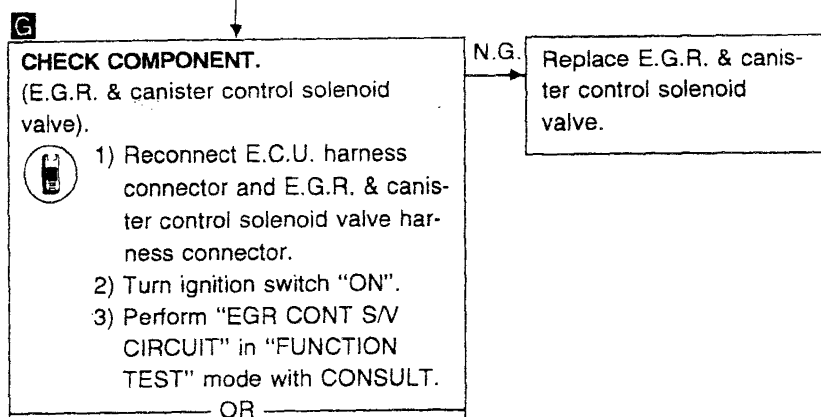 G
CHECK COMPONENT.
(E.G.R. & canister control solenoid
valve).
1) Reconnect E.C.U. harness
connector and E.G.R. & canis-
ter control solenoid valve har-
ness connector.
2) Turn ignition switch "ON".
3) Perform "EGR CONT S/V
CIRCUIT" in "FUNCTION
TEST" mode with CONSULT.
OR
N.G.
Replace E.G.R. & canis-
ter control solenoid
valve.